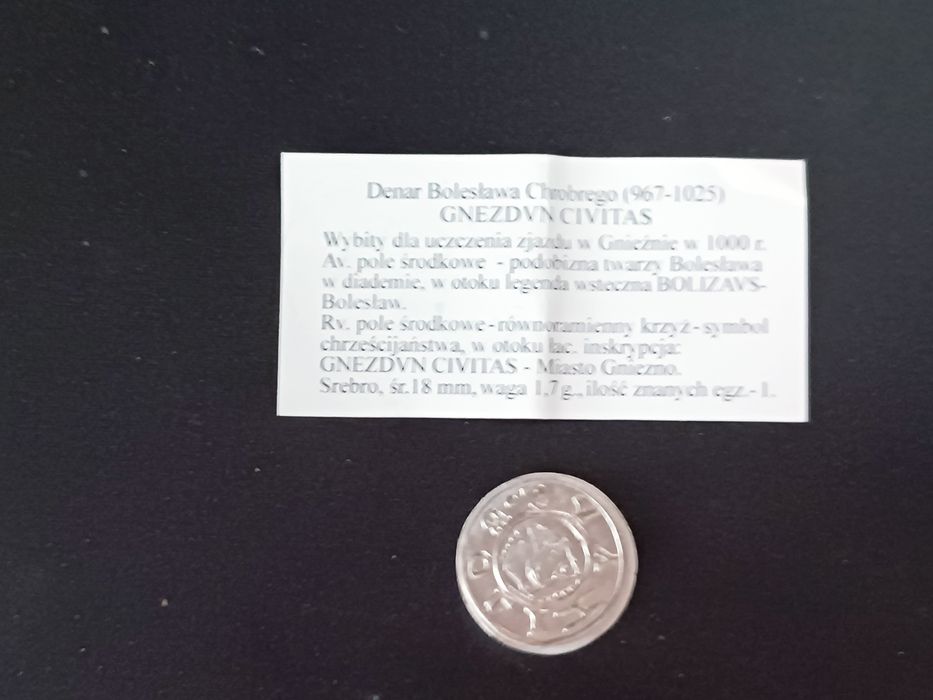 Denar Bolesława Chrobrego (967-1025)
GNEZDVN CIVITAS
Wybity dla uczczenia zjazdu w Gnieźnie w 1000 r.
Av. pole środkowe - podobizna twarzy Bolesława
w diademie, w otoku legenda wsteczna BOLIZAVS-
Bolesław.
Rv. pole środkowe - równoramienny krzyż - symbol
chrześcijaństwa, w otoku łac. inskrypcja:
GNEZDVN CIVITAS - Miasto Gniezno.
Srebro, śr.18 mm, waga 1,7 g., ilość znanych egz.- 1.